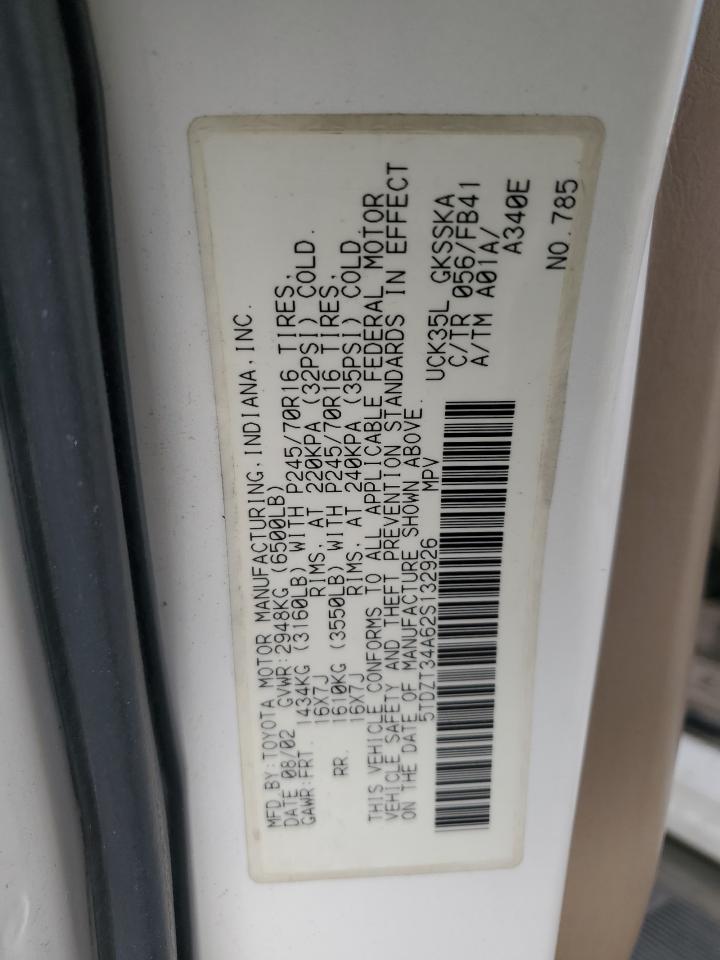 MFD. BY: TOYOTA MOTOR MANUFACTURING, INDIANA, INC.
DATE 08/02 GVWR: 2948KG (6500LB)
GAWR: FRT. 1434KG (3160LB) WITH P245/70R16 TIRES,
16X7J RIMS, AT 220KPA (32PSI) COLD.
RR. 1610KG (3550LB) WITH P245/70R16 TIRES,
16X7J RIMS, AT 240KPA (35PSI) COLD.
THIS VEHICLE CONFORMS TO ALL APPLICABLE FEDERAL MOTOR
VEHICLE SAFETY AND THEFT PREVENTION STANDARDS IN EFFECT
ON THE DATE OF MANUFACTURE SHOWN ABOVE.
5TDZT34A62S132926 MPV
UCK35L GKSSKA
C/TR 056/FB41
A/TM A01A/
A340E
NO. 785